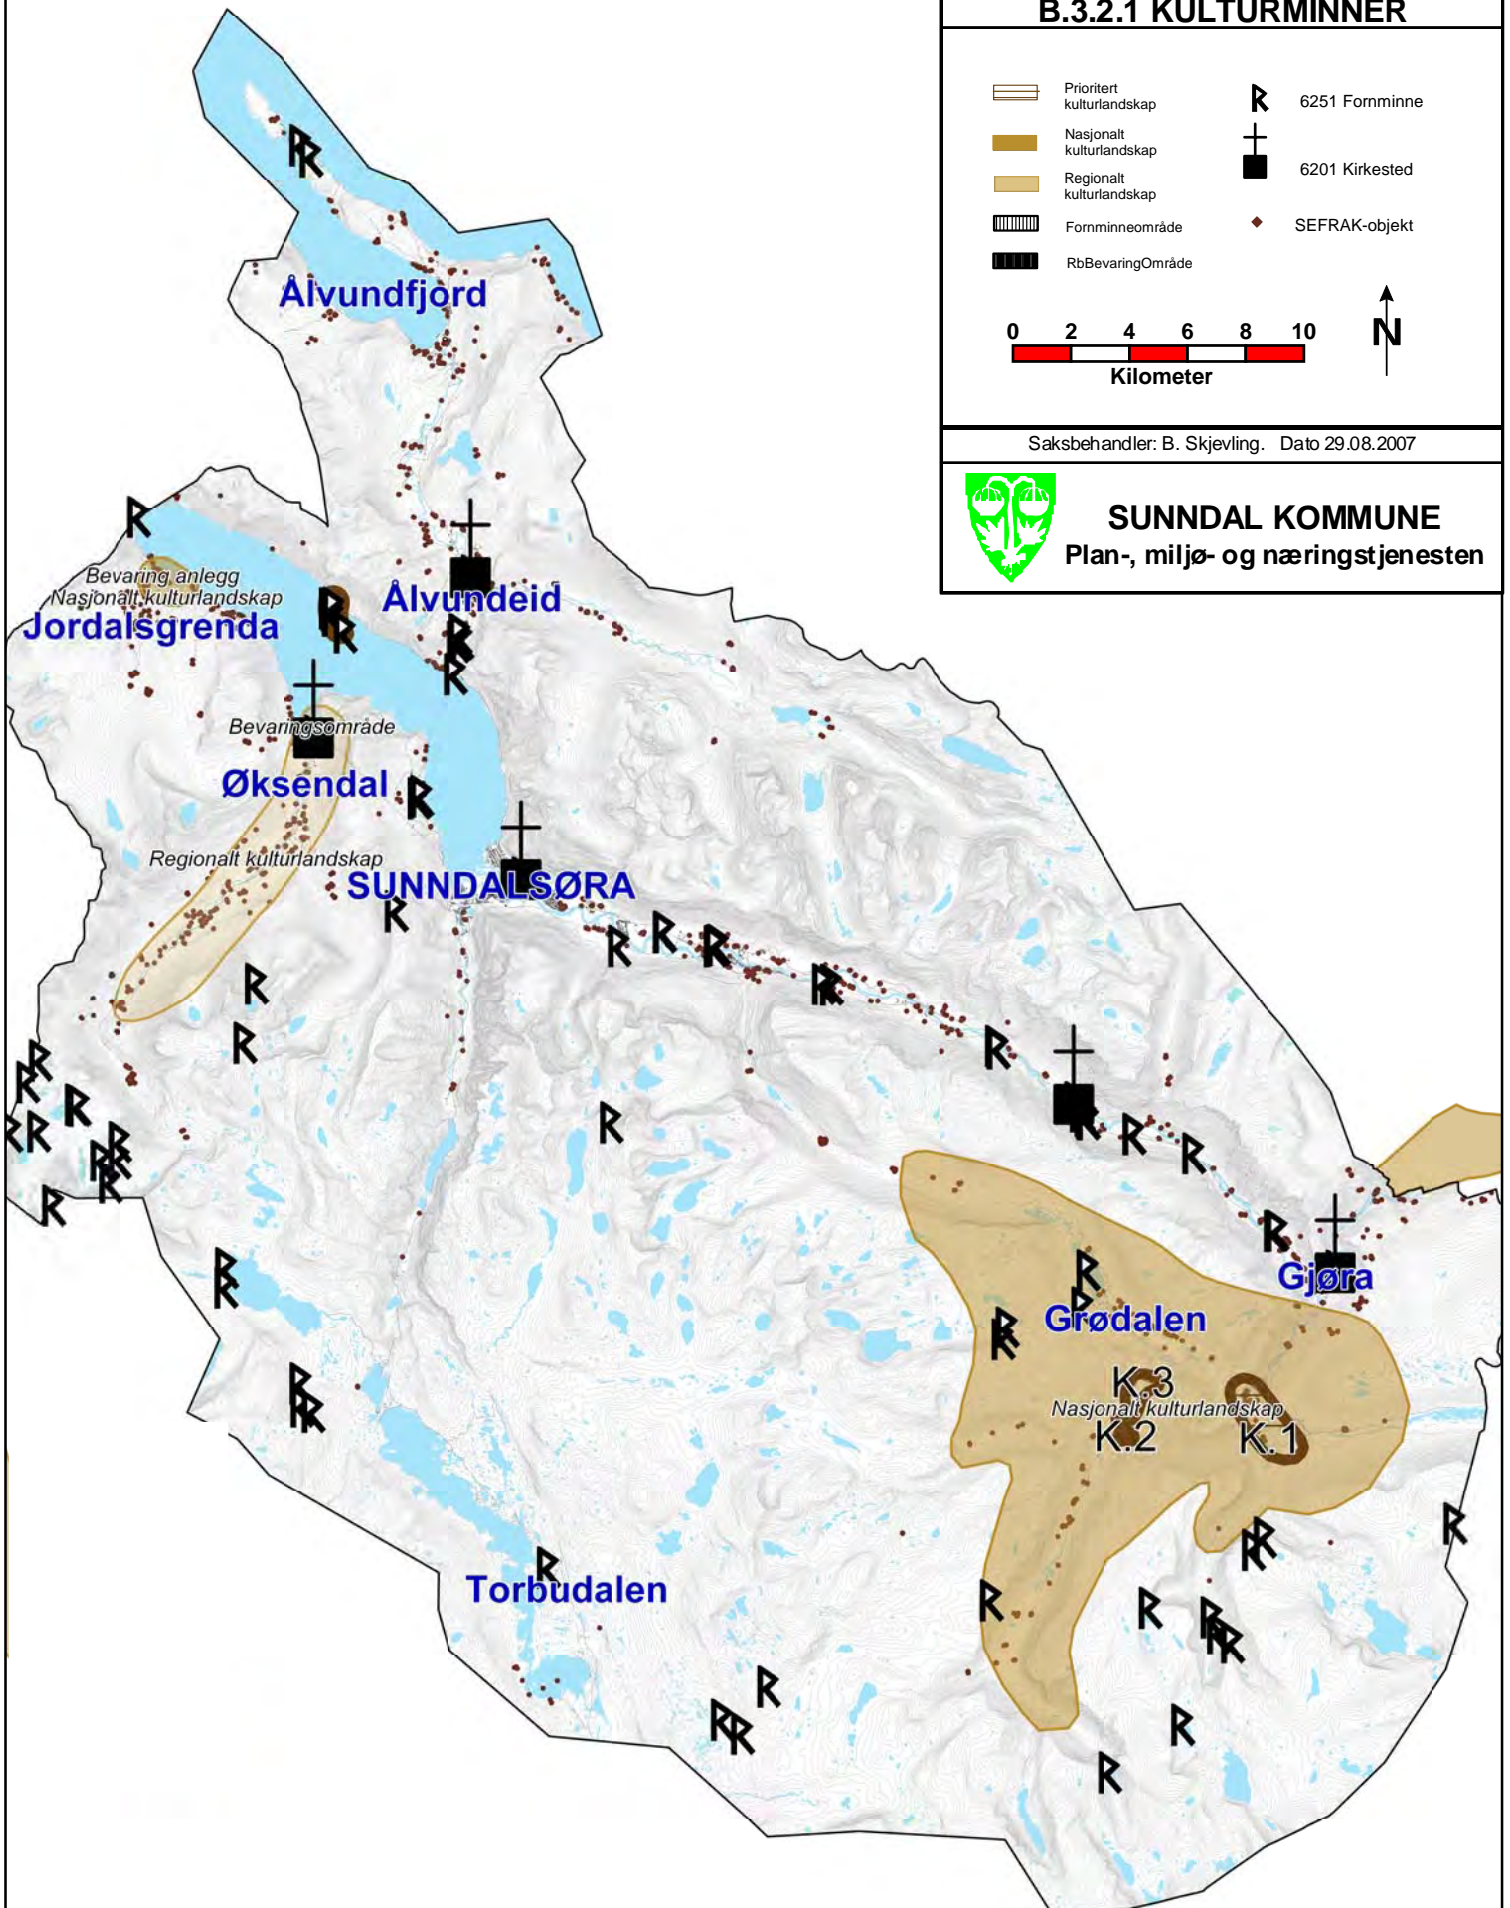 B.3.2.1 KULTURMINNER
Prioritert
kulturlandskap
Nasjonalt
kulturlandskap
Regionalt
kulturlandskap
Fornminneområde
RbBevaringOmråde
6251 Fornminne
6201 Kirkested
SEFRAK-objekt
0 2 4 6 8 10
Kilometer
N
Saksbehandler: B. Skjevling. Dato 29.08.2007
SUNNDAL KOMMUNE
Plan-, miljø- og næringstjenesten
Ålvundfjord
Bevaring anlegg
Nasjonalt kulturlandskap
Jordalsgrenda
Ålvundeid
Bevaringsområde
Øksendal
Regionalt kulturlandskap
SUNNDALSØRA
Gjøra
Grødalen
K.3
Nasjonalt kulturlandskap
K.2
K.1
Torbudalen